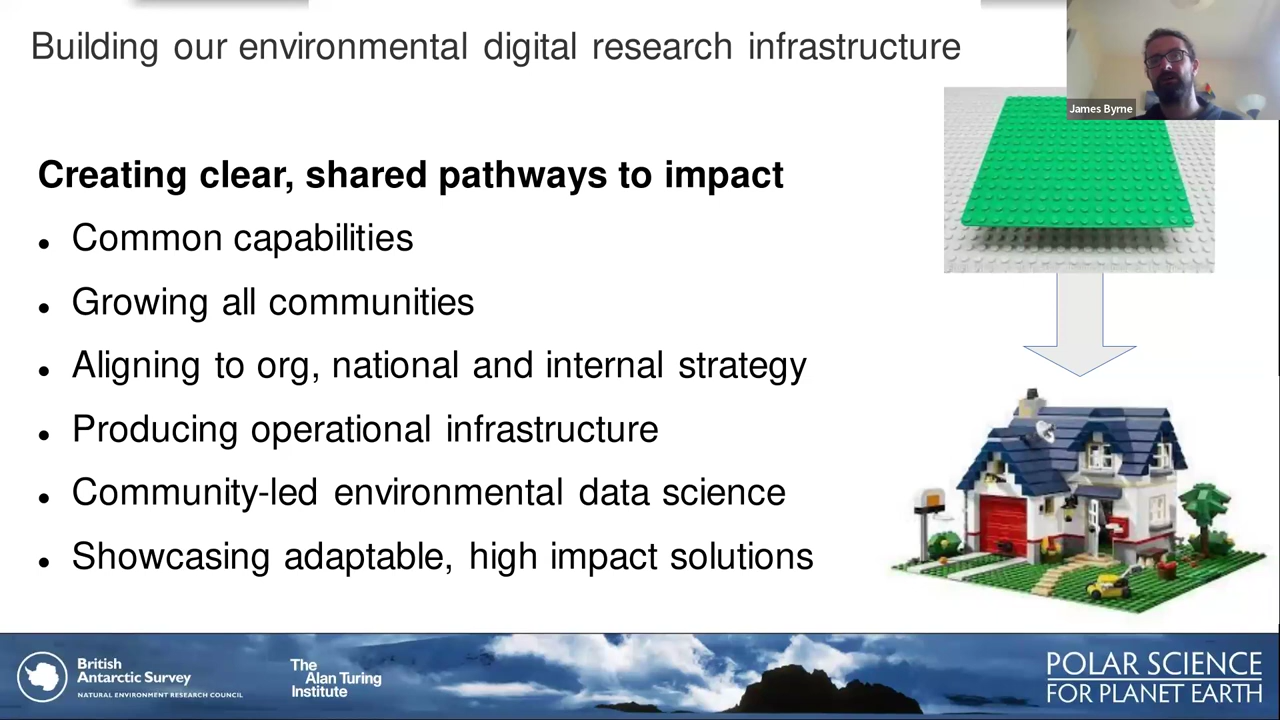 Building our environmental digital research infrastructure
James Byrne
Creating clear, shared pathways to impact
• Common capabilities
• Growing all communities
• Aligning to org, national and internal strategy
• Producing operational infrastructure
• Community-led environmental data science
• Showcasing adaptable, high impact solutions
British
Antarctic Survey
NATURAL ENVIRONMENT RESEARCH COUNCIL
The
Alan Turing
Institute
POLAR SCIENCE
FOR PLANET EARTH